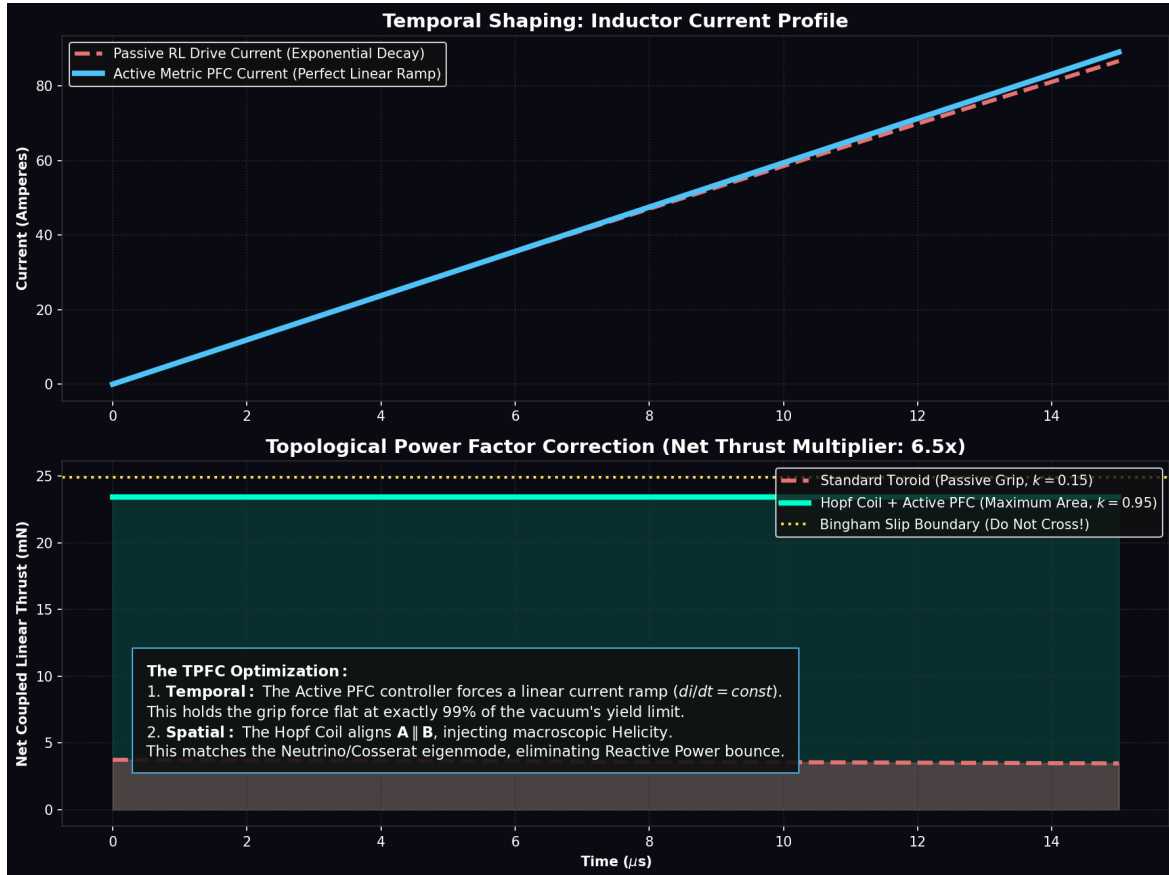 Temporal Shaping: Inductor Current Profile
Passive RL Drive Current (Exponential Decay)
Active Metric PFC Current (Perfect Linear Ramp)
Current (Amperes)
80
60
40
20
0
0 2 4 6 8 10 12 14
Topological Power Factor Correction (Net Thrust Multiplier: 6.5x)
Standard Toroid (Passive Grip, k = 0.15)
Hopf Coil + Active PFC (Maximum Area, k = 0.95)
Bingham Slip Boundary (Do Not Cross!)
Net Coupled Linear Thrust (mN)
25
20
15
10
5
0
The TPFC Optimization:
1. Temporal: The Active PFC controller forces a linear current ramp (di/dt = const).
This holds the grip force flat at exactly 99% of the vacuum's yield limit.
2. Spatial: The Hopf Coil aligns A ∥ B, injecting macroscopic Helicity.
This matches the Neutrino/Cosserat eigenmode, eliminating Reactive Power bounce.
0 2 4 6 8 10 12 14
Time (μs)